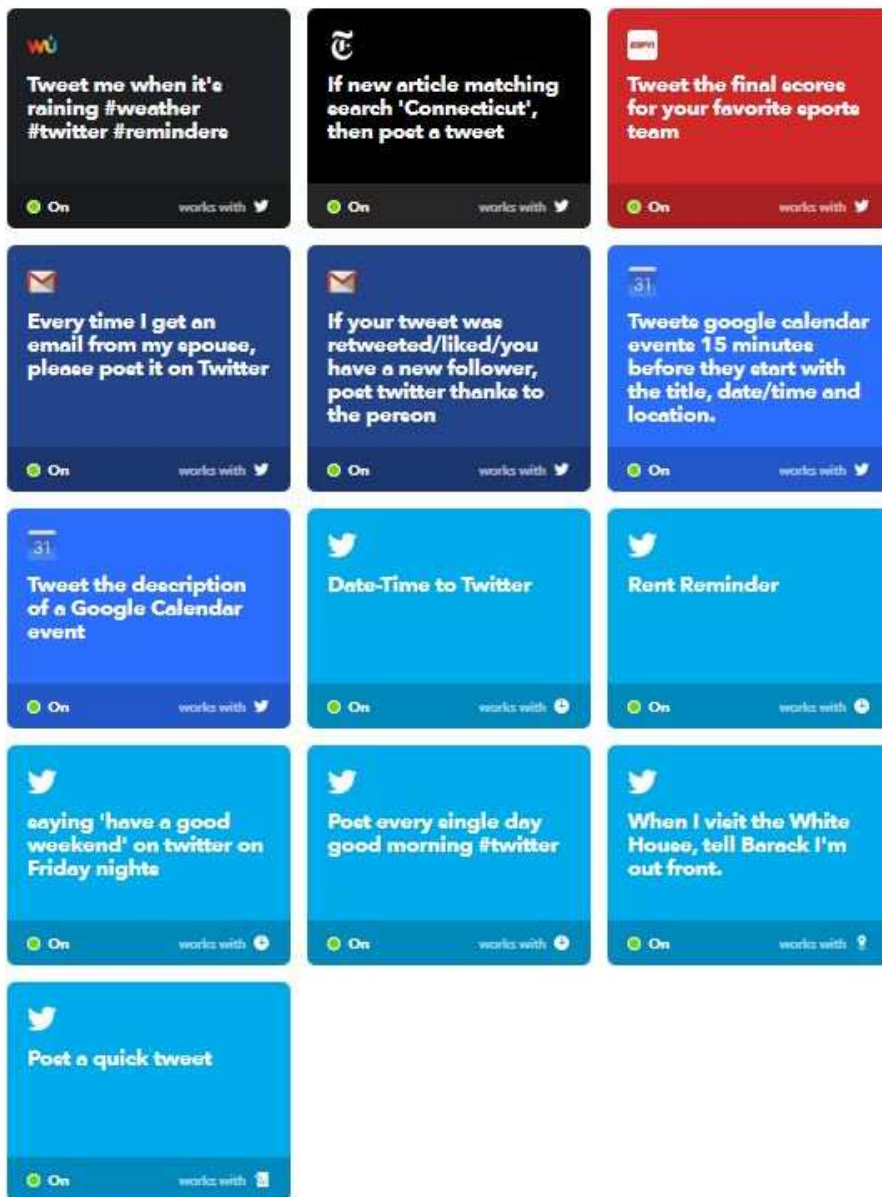 wu
Tweet me when it's
raining #weather
#twitter #reminders
On works with
T
If new article matching
search 'Connecticut',
then post a tweet
On works with
ESPN
Tweet the final scores
for your favorite sports
team
On works with
Every time I get an
email from my spouse,
please post it on Twitter
On works with
If your tweet was
retweeted/liked/you
have a new follower,
post twitter thanks to
the person
On works with
31
Tweets google calendar
events 15 minutes
before they start with
the title, date/time and
location.
On works with
31
Tweet the description
of a Google Calendar
event
On works with
Date-Time to Twitter
On works with
Rent Reminder
On works with
saying 'have a good
weekend' on twitter on
Friday nights
On works with
Post every single day
good morning #twitter
On works with
When I visit the White
House, tell Barack I'm
out front.
On works with
Post a quick tweet
On works with